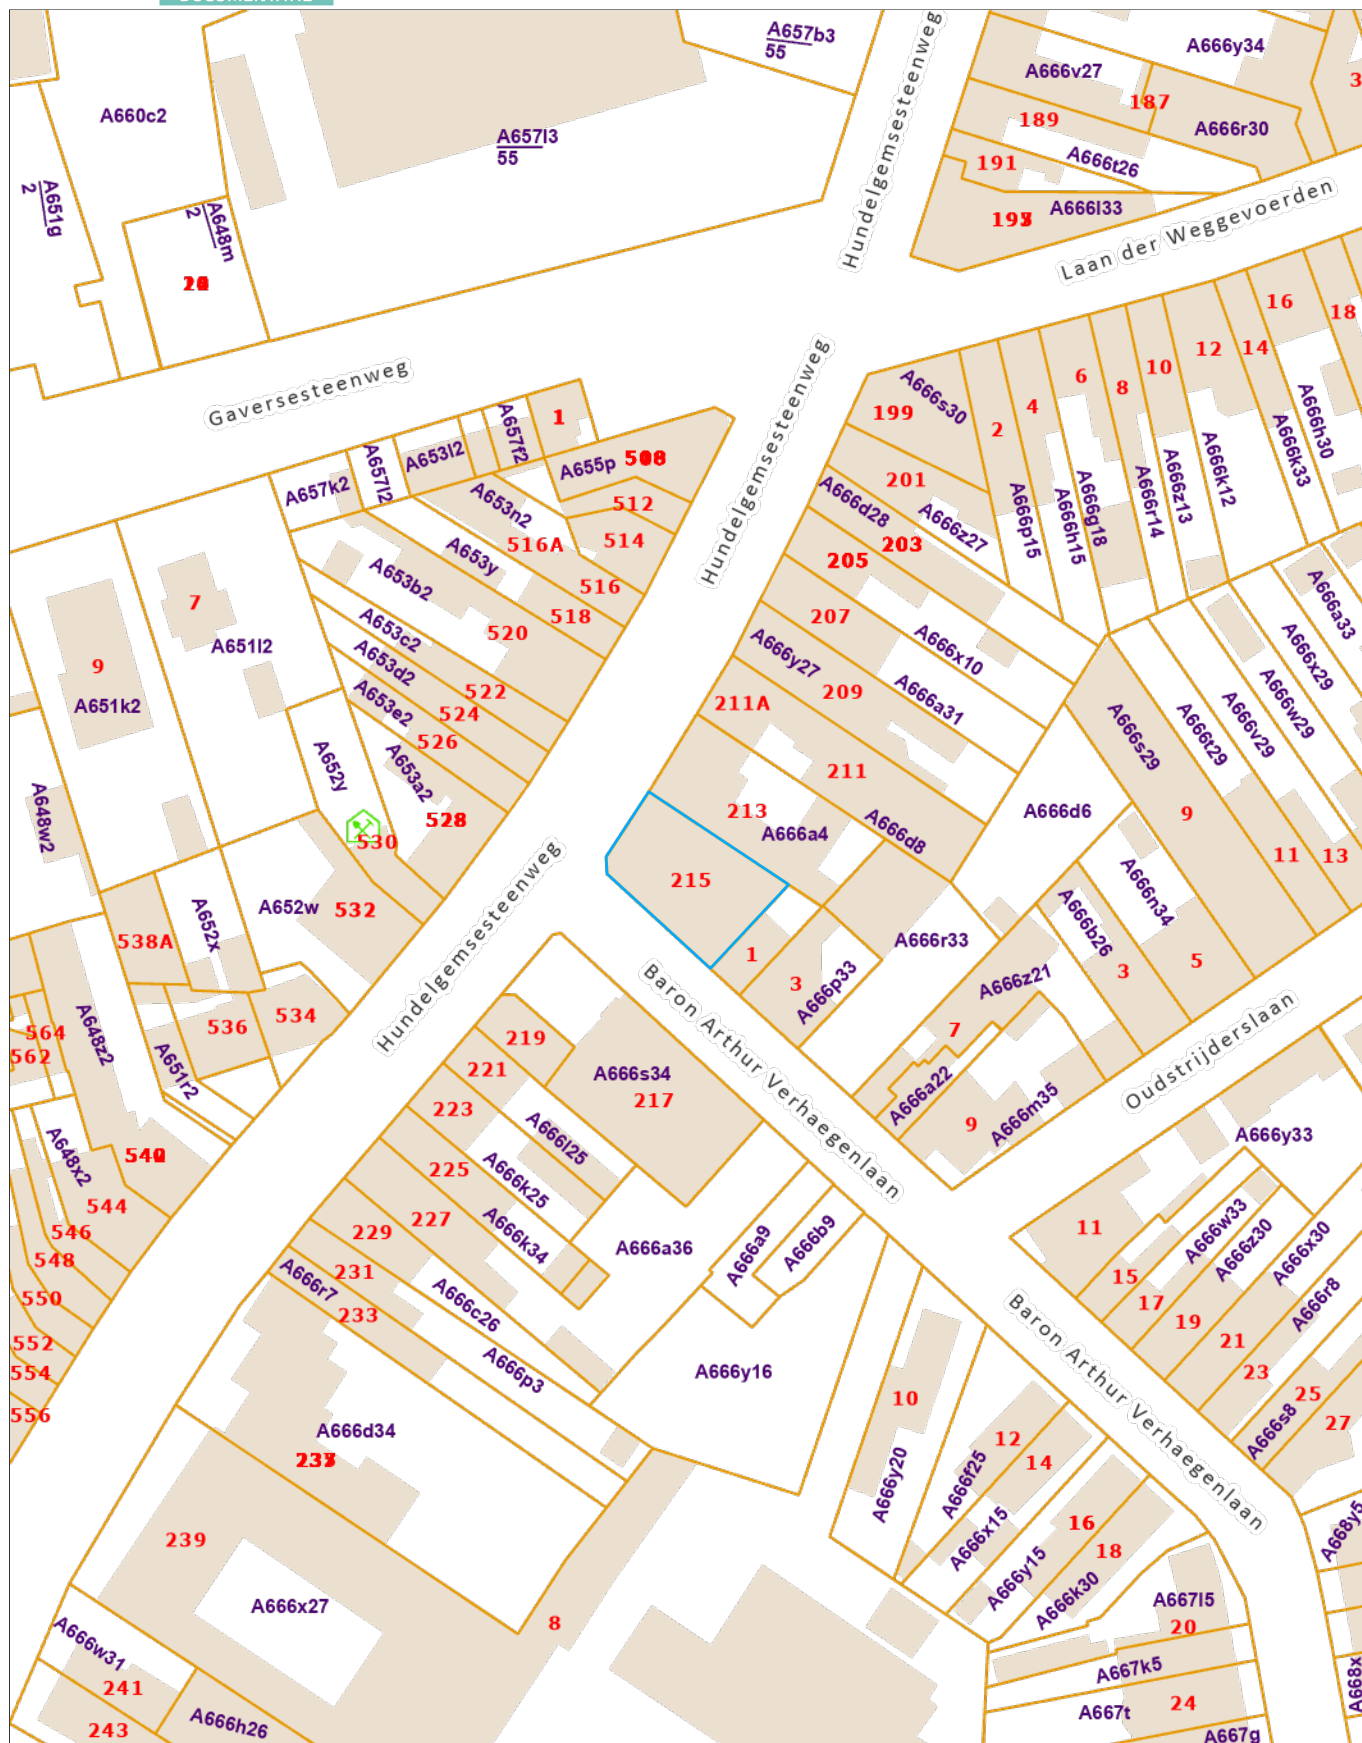 A657b3
55
A660c2
A657l3
55
A651g
2
A648m
2
Hundelgemsesteenweg
A666y34
A666v27
187
189
A666r30
A666t26
191
A666l33
Laan der Weggevoerden
Gaversesteenweg
A657k2
A657l2
A653l2
A657f2
1
A655p
512
A653n2
516A
514
A653y
516
A653b2
518
520
A653c2
A653d2
522
524
A653e2
526
A653a2
528
Hundelgemsesteenweg
A666s30
199
2
4
6
8
10
12
14
16
18
201
A666d28
A666z27
203
205
A666p15
A666h15
A666g18
A666r14
A666z13
A666k12
A666k33
A666h30
207
A666x10
A666y27
209
A666a31
211A
211
213
A666a4
A666d8
215
1
3
A666p33
A666r33
A666d6
A666s29
A666t29
A666v29
A666w29
A666x29
A666a33
9
11
13
A666n34
A666b26
3
5
A666z21
7
A666a22
9
A666m35
Oudstrijderslaan
7
A651l2
9
A651k2
A652y
530
A648w2
A652w
532
A652x
538A
536
534
A651r2
A648z2
564
562
Hundelgemsesteenweg
Baron Arthur Verhaegenlaan
A648x2
544
546
548
550
552
554
556
219
A666s34
217
221
223
A666l25
225
A666k25
227
A666k34
229
231
A666r7
233
A666c26
A666p3
A666a36
A666a9
A666b9
A666y16
A666y33
11
15
A666w33
17
A666z30
19
A666x30
21
A666r8
23
A666s8
25
27
Baron Arthur Verhaegenlaan
10
A666y20
12
A666f25
14
A666x15
16
A666y15
18
A666k30
A667l5
20
A667k5
A667t
24
A667g
A668y5
A668x
A666d34
239
A666x27
8
A666w31
241
243
A666h26